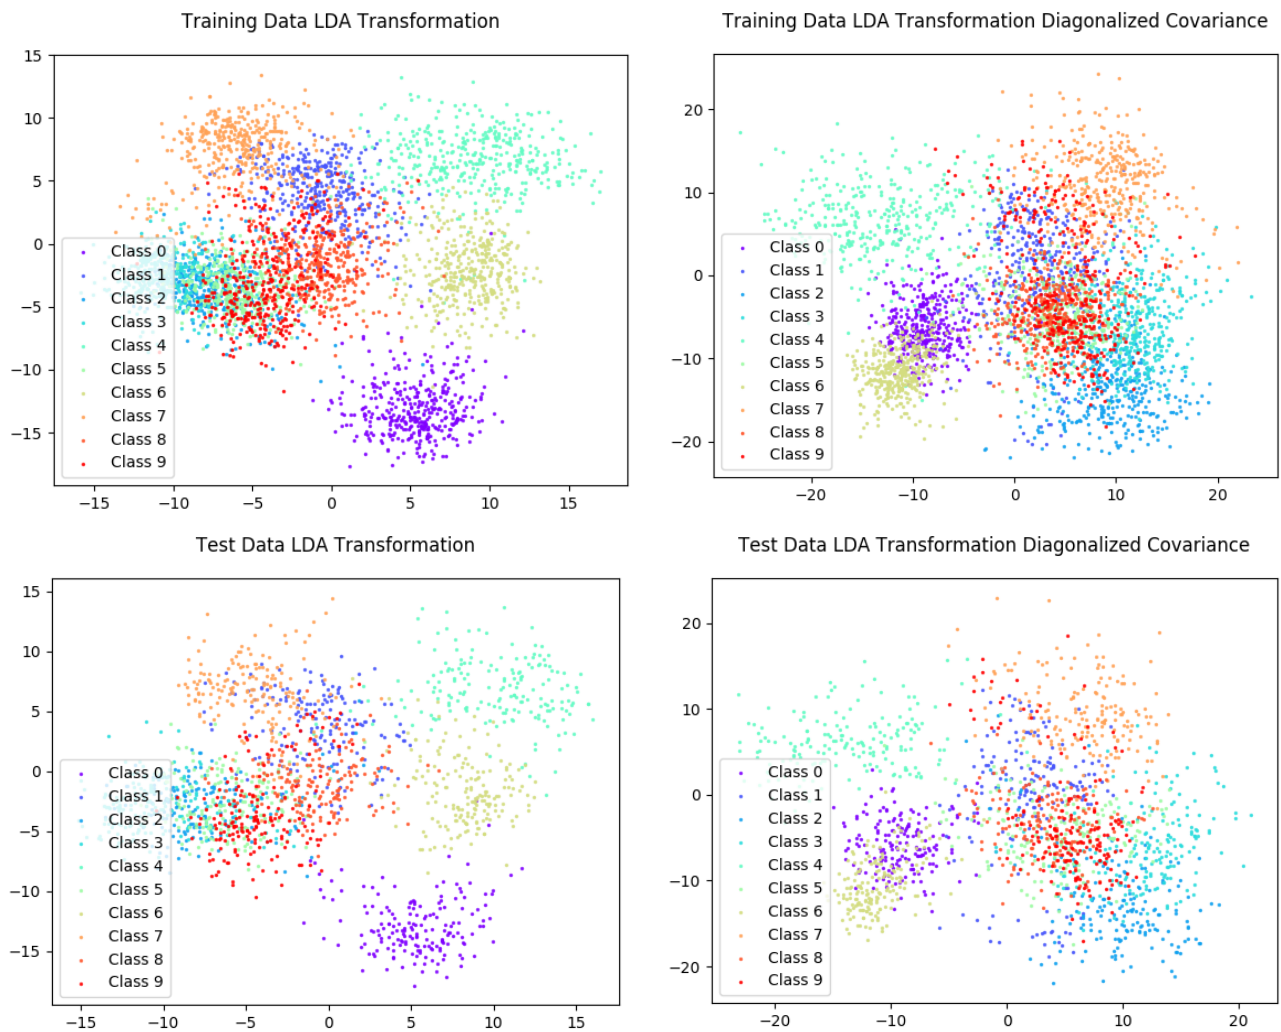 Training Data LDA Transformation
15
10
5
0
−5
−10
−15
Class 0
Class 1
Class 2
Class 3
Class 4
Class 5
Class 6
Class 7
Class 8
Class 9
−15 −10 −5 0 5 10 15
Training Data LDA Transformation Diagonalized Covariance
20
10
0
−10
−20
Class 0
Class 1
Class 2
Class 3
Class 4
Class 5
Class 6
Class 7
Class 8
Class 9
−20 −10 0 10 20
Test Data LDA Transformation
15
10
5
0
−5
−10
−15
Class 0
Class 1
Class 2
Class 3
Class 4
Class 5
Class 6
Class 7
Class 8
Class 9
−15 −10 −5 0 5 10 15
Test Data LDA Transformation Diagonalized Covariance
20
10
0
−10
−20
Class 0
Class 1
Class 2
Class 3
Class 4
Class 5
Class 6
Class 7
Class 8
Class 9
−20 −10 0 10 20